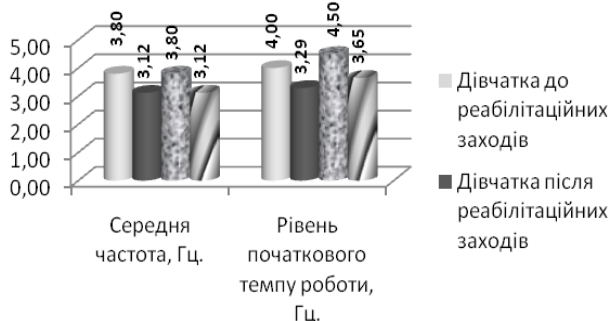 5,00
4,00
3,00
2,00
1,00
0,00
3,80
3,12
3,80
3,12
4,00
3,29
4,50
3,65
Середня
частота, Гц.
Рівень
початкового
темпу роботи,
Гц.
Дівчатка до
реабілітаційних
заходів
Дівчатка після
реабілітаційних
заходів